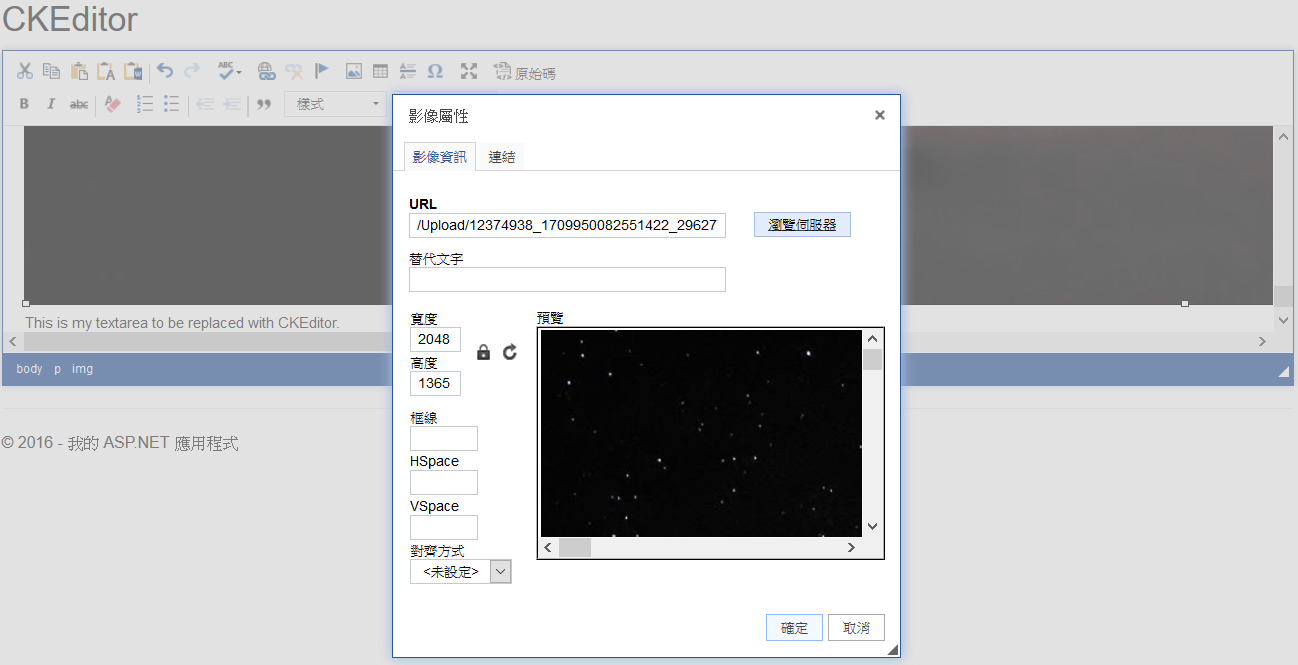 CKEditor
ABC
原始碼
B I abc
樣式
影像屬性
影像資訊 連結
URL
/Upload/12374938_1709950082551422_29627
瀏覽伺服器
替代文字
寬度
2048
高度
1365
框線
HSpace
VSpace
對齊方式
<未設定>
預覽
確定 取消
This is my textarea to be replaced with CKEditor.
body p img
© 2016 - 我的 ASP.NET 應用程式